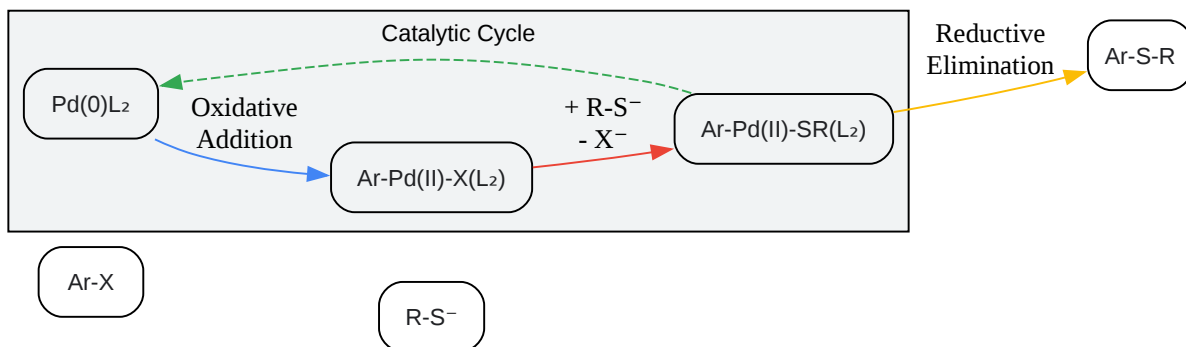 Catalytic Cycle
Reductive
Elimination
Ar-S-R
Pd(0)L₂
Oxidative
Addition
+ R-S⁻
- X⁻
Ar-Pd(II)-SR(L₂)
Ar-Pd(II)-X(L₂)
Ar-X
R-S⁻